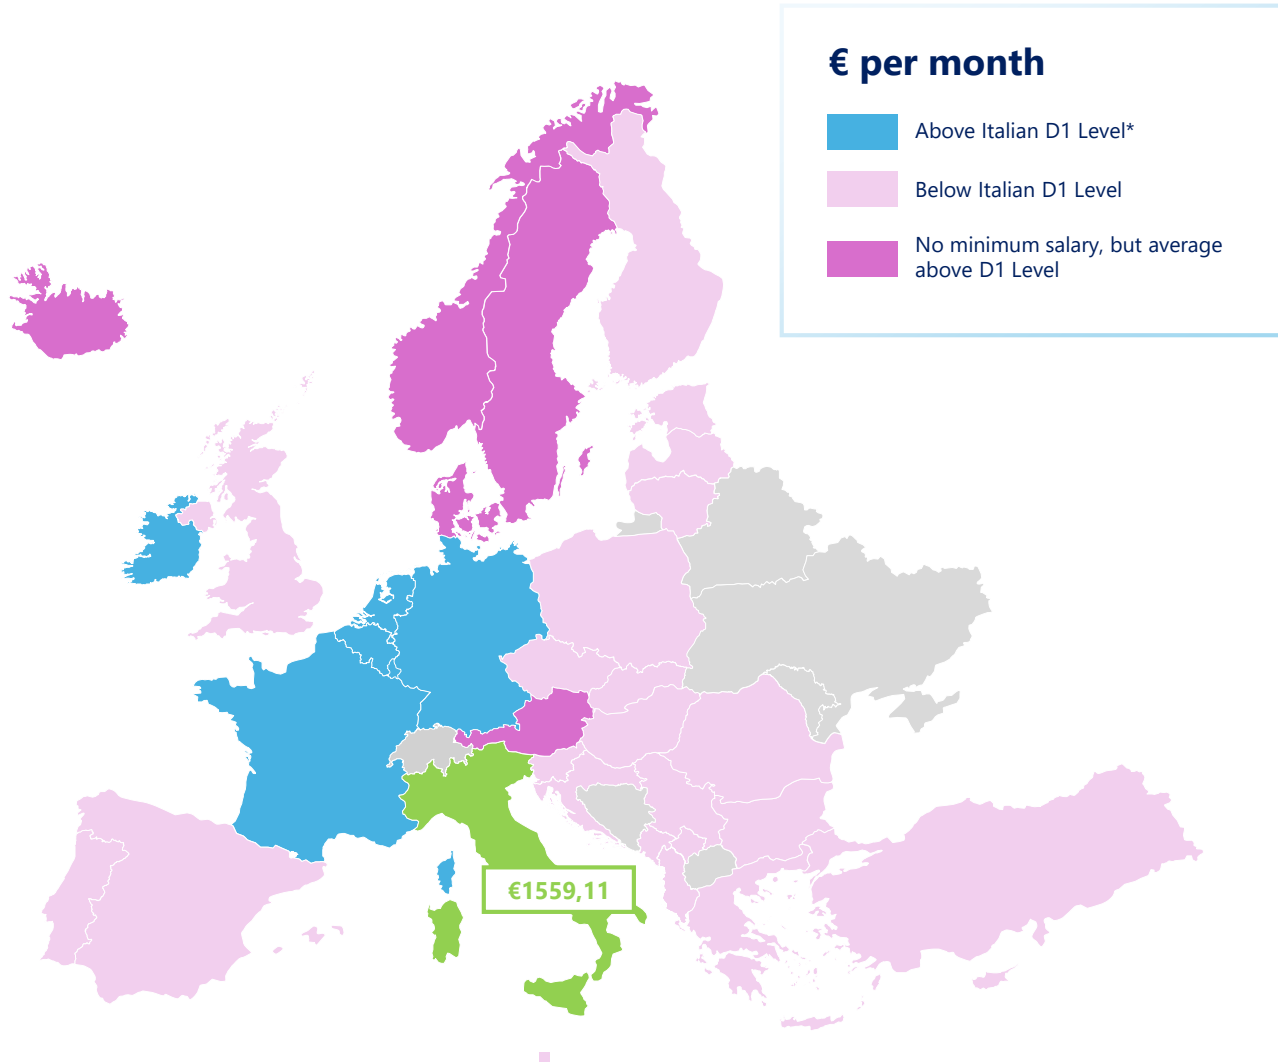 € per month
Above Italian D1 Level*
Below Italian D1 Level
No minimum salary, but average
above D1 Level
€1559,11